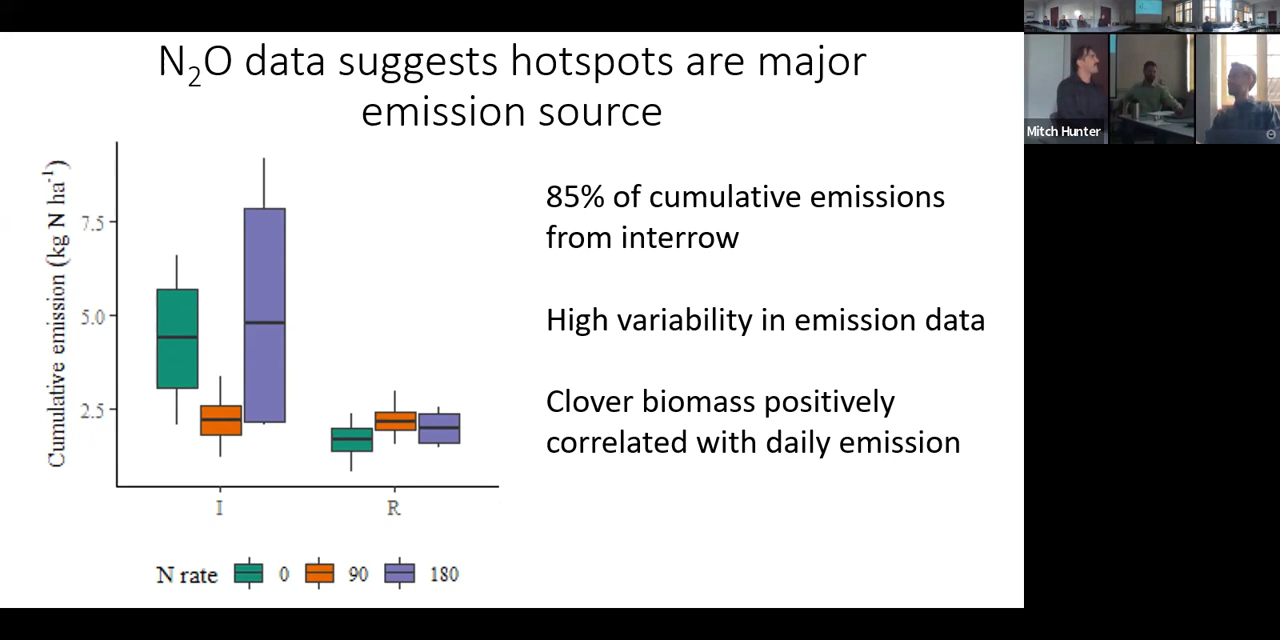 N₂O data suggests hotspots are major
emission source
Cumulative emission (kg N ha⁻¹)
7.5
5.0
2.5
I
R
N rate 0 90 180
85% of cumulative emissions
from interrow
High variability in emission data
Clover biomass positively
correlated with daily emission
Mitch Hunter